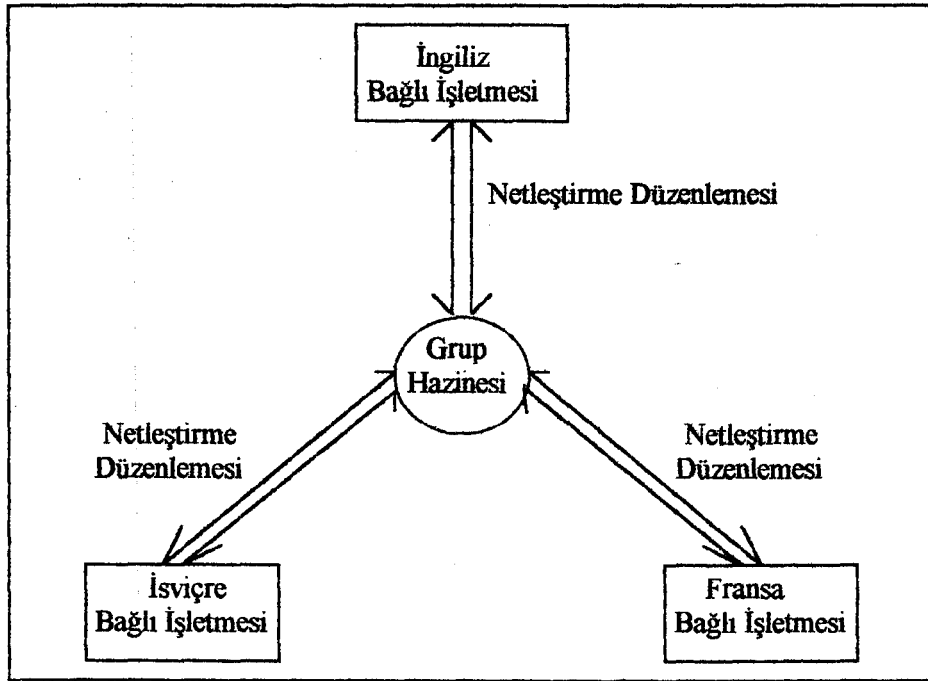 İngiliz
Bağlı İşletmesi
Netleştirme Düzenlemesi
Grup
Hazinesi
Netleştirme
Düzenlemesi
Netleştirme
Düzenlemesi
İsviçre
Bağlı İşletmesi
Fransa
Bağlı İşletmesi